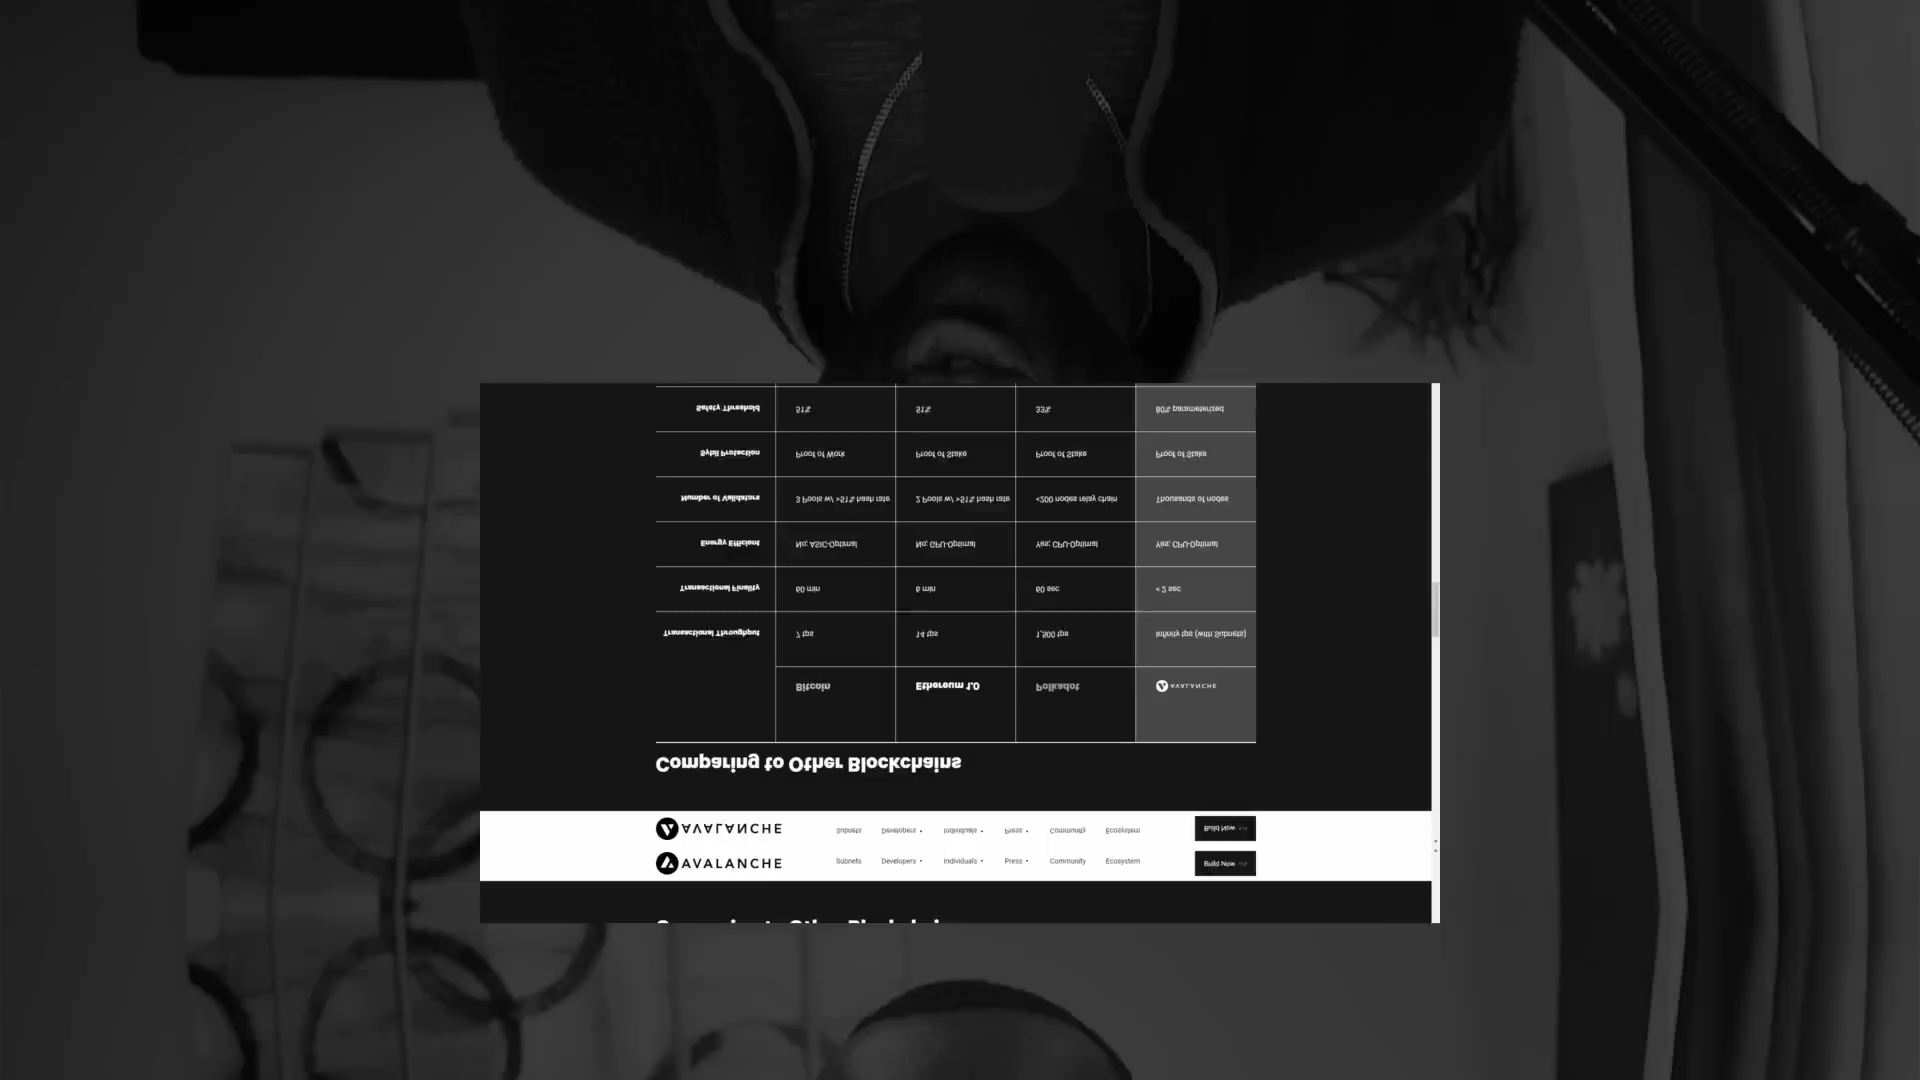 AVALANCHE Subnets Developers Individuals Press Community Ecosystem Build Now
Comparing to Other Blockchains
Bitcoin Ethereum 1.0 Polkadot AVALANCHE
Transactional Throughput 7 tps 14 tps 1,500 tps Infinity tps (with Subnets)
Transactional Finality 60 min 6 min 60 sec < 2 sec
Energy Efficient No; ASIC-Optimal No; GPU-Optimal Yes; CPU-Optimal Yes; CPU-Optimal
Number of Validators 3 Pools w/ >51% hash rate 2 Pools w/ >51% hash rate <200 nodes relay chain Thousands of nodes
Sybil Protection Proof of Work Proof of Stake Proof of Stake Proof of Stake
Safety Threshold 51% 51% 33% 80% parameterized
AVALANCHE Subnets Developers Individuals Press Community Ecosystem Build Now